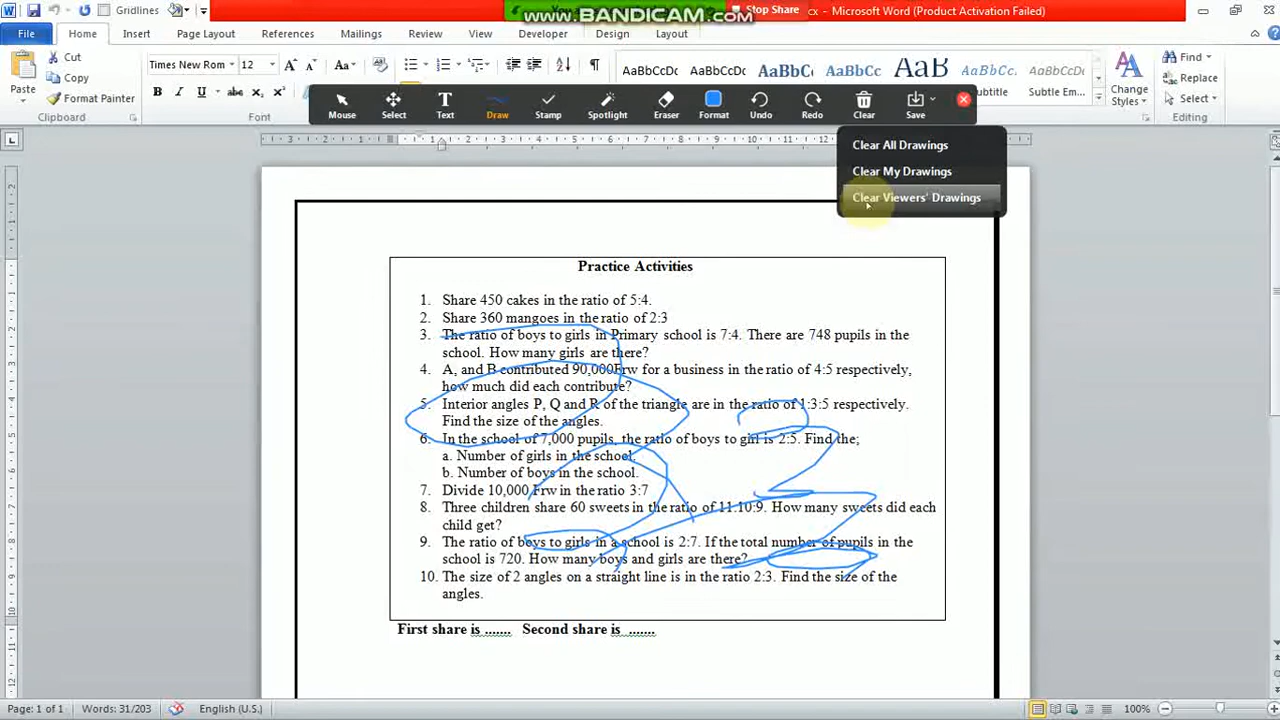 Gridlines
Stop Share
www.BANDICAM.com
cx - Microsoft Word (Product Activation Failed)
File Home Insert Page Layout References Mailings Review View Developer Design Layout
Paste
Cut
Copy
Format Painter
Clipboard
Times New Rom 12 Aa
B I U abc x₂ x²
Font
AaBbCcDc AaBbCcDc AaBbCc AaBbCc AaB AaBbCc. AaBbCcDc
Subtitle Subtle Em...
Change
Styles
Find
Replace
Select
Editing
Mouse Select Text Draw Stamp Spotlight Eraser Format Undo Redo Clear Save
Clear All Drawings
Clear My Drawings
Clear Viewers' Drawings
Practice Activities
1. Share 450 cakes in the ratio of 5:4.
2. Share 360 mangoes in the ratio of 2:3
3. The ratio of boys to girls in Primary school is 7:4. There are 748 pupils in the
school. How many girls are there?
4. A, and B contributed 90,000Frw for a business in the ratio of 4:5 respectively,
how much did each contribute?
5. Interior angles P, Q and R of the triangle are in the ratio of 1:3:5 respectively.
Find the size of the angles.
6. In the school of 7,000 pupils, the ratio of boys to girl is 2:5. Find the;
a. Number of girls in the school.
b. Number of boys in the school.
7. Divide 10,000 Frw in the ratio 3:7
8. Three children share 60 sweets in the ratio of 11:10:9. How many sweets did each
child get?
9. The ratio of boys to girls in a school is 2:7. If the total number of pupils in the
school is 720. How many boys and girls are there?
10. The size of 2 angles on a straight line is in the ratio 2:3. Find the size of the
angles.
First share is ....... Second share is .......
Page: 1 of 1 Words: 31/203 English (U.S.) 100%